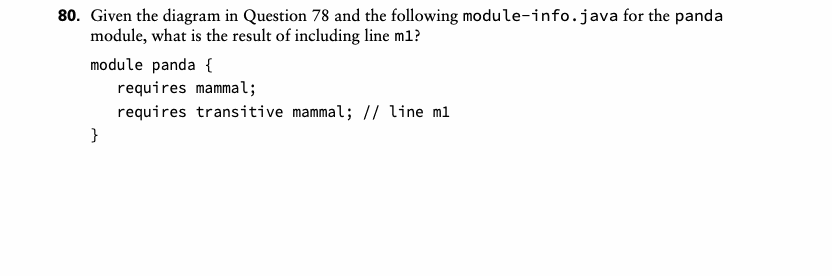 80. Given the diagram in Question 78 and the following module-info.java for the panda
module, what is the result of including line m1?
module panda {
   requires mammal;
   requires transitive mammal; // line m1
}